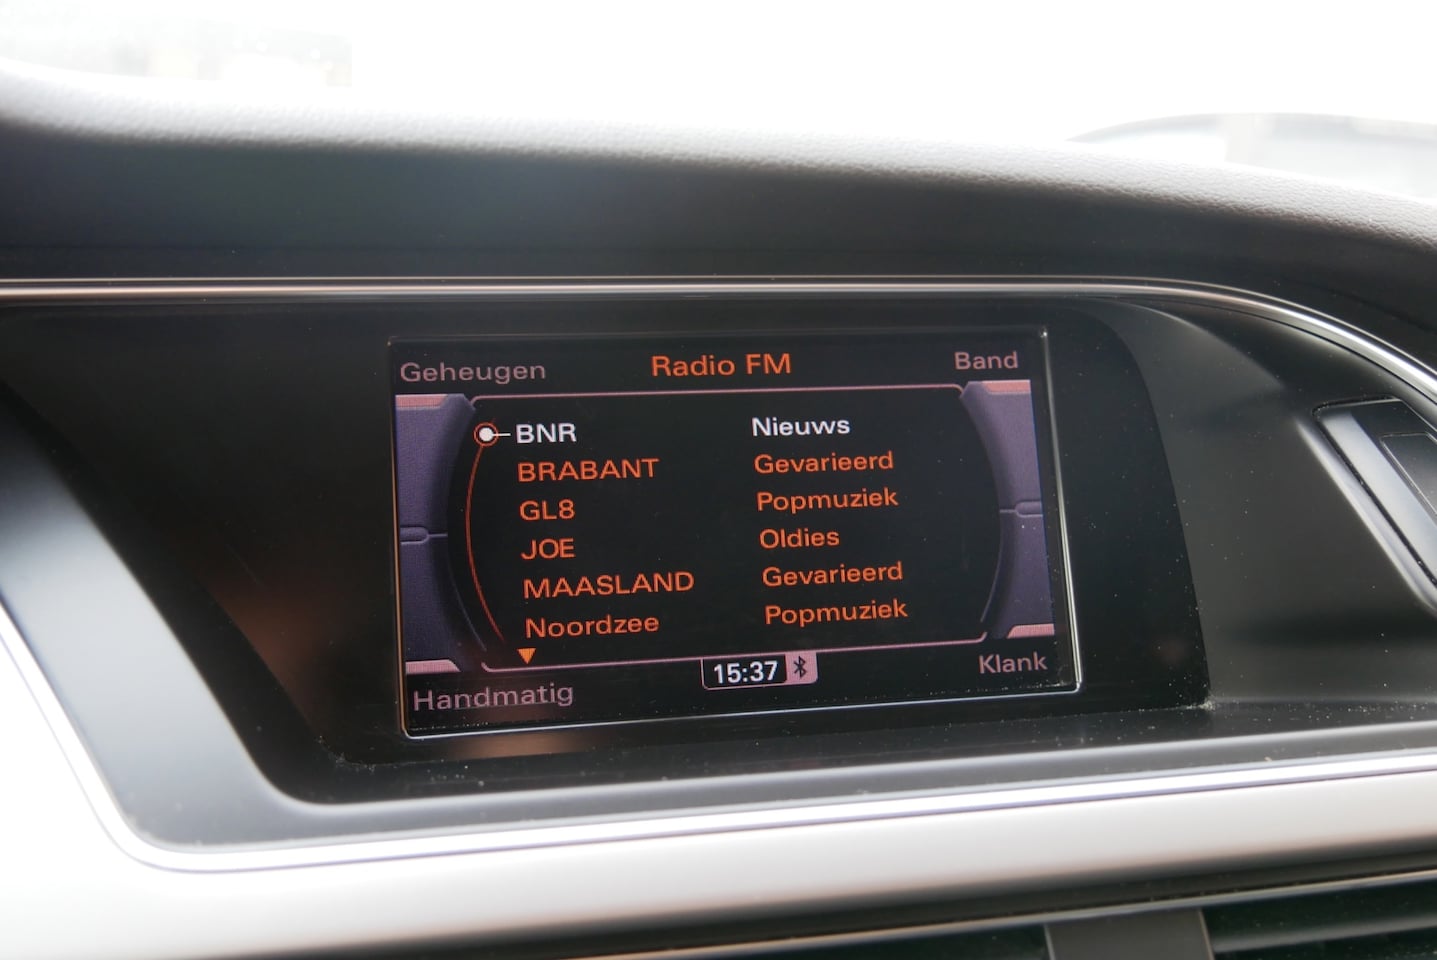 Geheugen Radio FM Band
BNR Nieuws
BRABANT Gevarieerd
GL8 Popmuziek
JOE Oldies
MAASLAND Gevarieerd
Noordzee Popmuziek
Handmatig 15:37 Klank